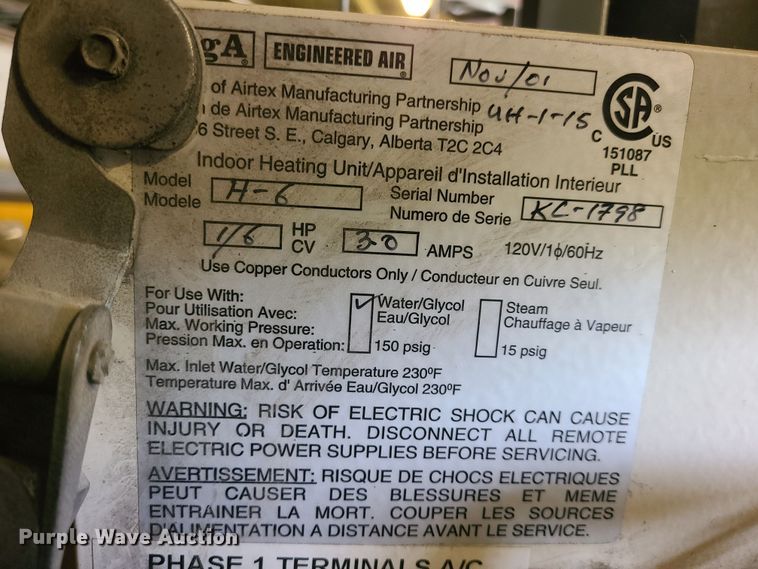 gA ENGINEERED AIR® Nov/01
of Airtex Manufacturing Partnership UH-1-15
de Airtex Manufacturing Partnership
6 Street S. E., Calgary, Alberta T2C 2C4
C SA® US
151087
PLL
Indoor Heating Unit/Appareil d'Installation Interieur
Model
Modele H-6
Serial Number
Numero de Serie KC-1798
1/6 HP
CV 3.0 AMPS 120V/1ϕ/60Hz
Use Copper Conductors Only / Conducteur en Cuivre Seul.
For Use With:
Pour Utilisation Avec:
Max. Working Pressure:
Pression Max. en Operation:
✓ Water/Glycol
Eau/Glycol
150 psig
Steam
Chauffage à Vapeur
15 psig
Max. Inlet Water/Glycol Temperature 230ºF
Temperature Max. d' Arrivée Eau/Glycol 230ºF
WARNING: RISK OF ELECTRIC SHOCK CAN CAUSE
INJURY OR DEATH. DISCONNECT ALL REMOTE
ELECTRIC POWER SUPPLIES BEFORE SERVICING.
AVERTISSEMENT: RISQUE DE CHOCS ELECTRIQUES
PEUT CAUSER DES BLESSURES ET MEME
ENTRAINER LA MORT. COUPER LES SOURCES
D'ALIMENTATION A DISTANCE AVANT LE SERVICE.
PHASE 1 TERMINALS A/C
Purple Wave Auction